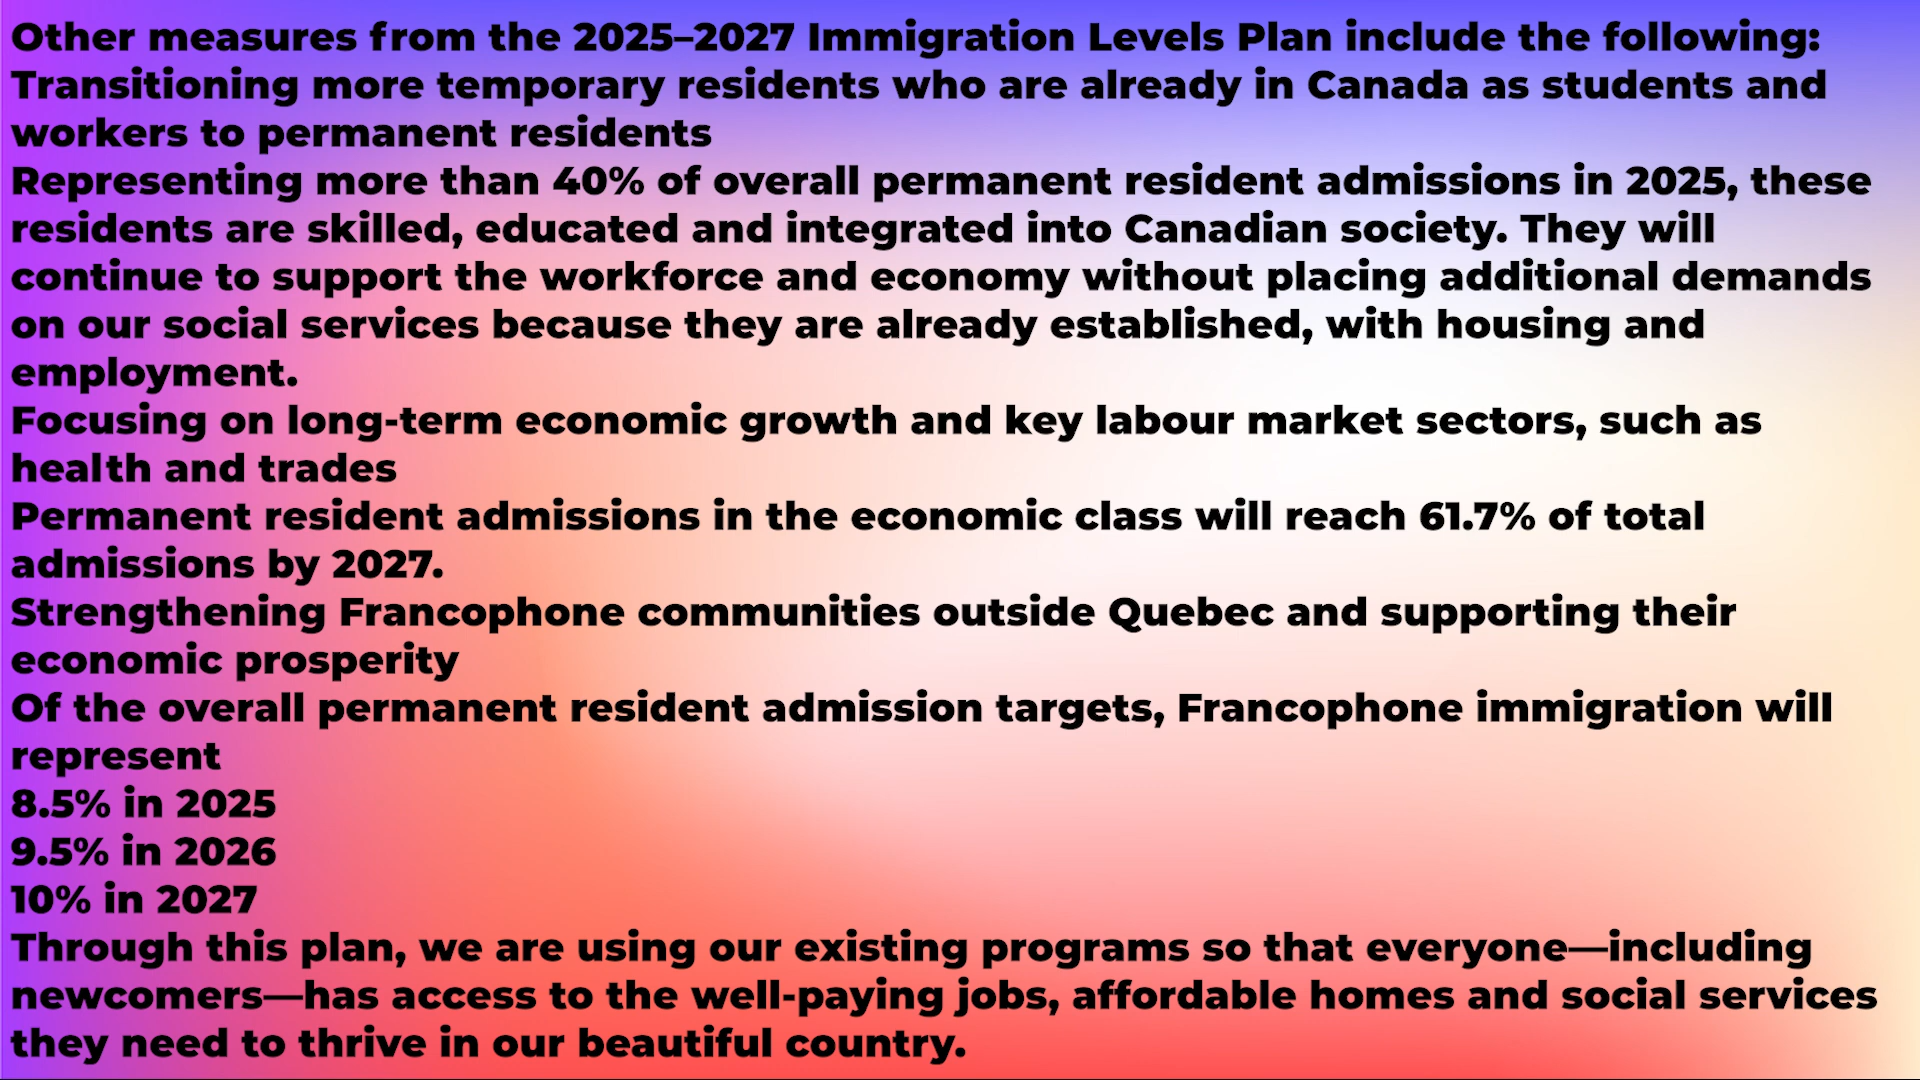 Other measures from the 2025–2027 Immigration Levels Plan include the following:
Transitioning more temporary residents who are already in Canada as students and
workers to permanent residents
Representing more than 40% of overall permanent resident admissions in 2025, these
residents are skilled, educated and integrated into Canadian society. They will
continue to support the workforce and economy without placing additional demands
on our social services because they are already established, with housing and
employment.
Focusing on long-term economic growth and key labour market sectors, such as
health and trades
Permanent resident admissions in the economic class will reach 61.7% of total
admissions by 2027.
Strengthening Francophone communities outside Quebec and supporting their
economic prosperity
Of the overall permanent resident admission targets, Francophone immigration will
represent
8.5% in 2025
9.5% in 2026
10% in 2027
Through this plan, we are using our existing programs so that everyone—including
newcomers—has access to the well-paying jobs, affordable homes and social services
they need to thrive in our beautiful country.